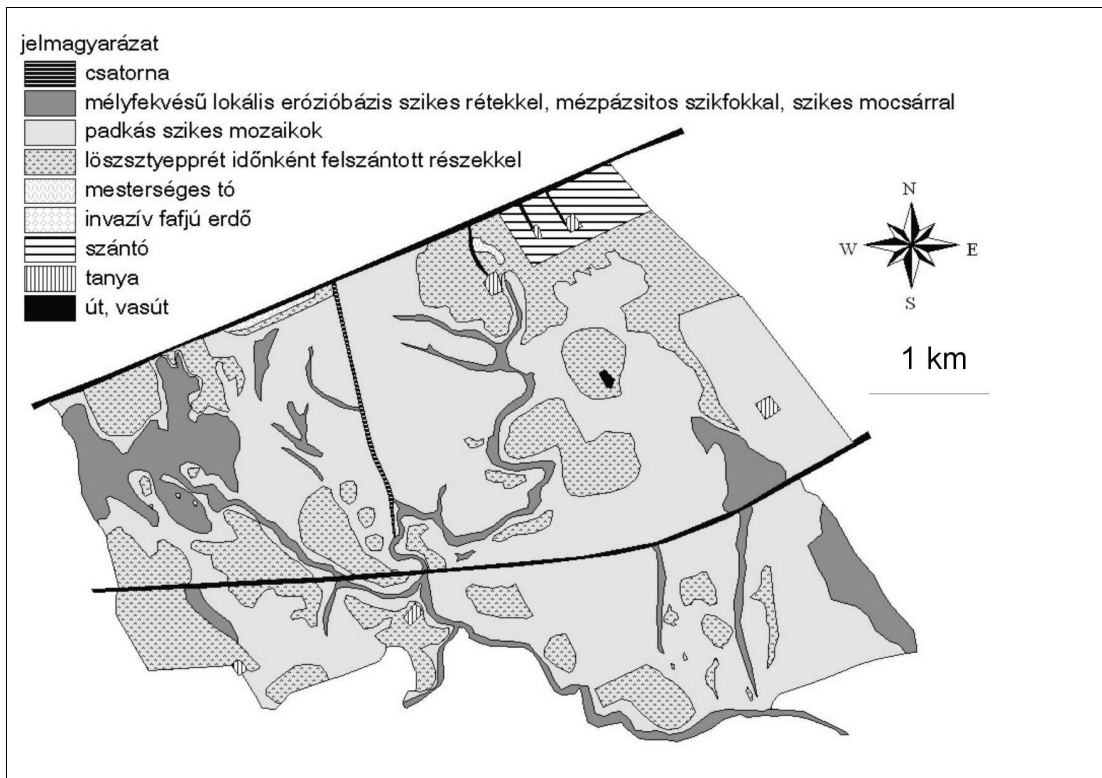 jelmagyarázat
csatorna
mélyfekvésű lokális erózióbázis szikes rétekkel, mézpázsitos szikfokkal, szikes mocsárral
padkás szikes mozaikok
löszsztyepprét időnként felszántott részekkel
mesterséges tó
invazív fafjú erdő
szántó
tanya
út, vasút
N
W E
S
1 km